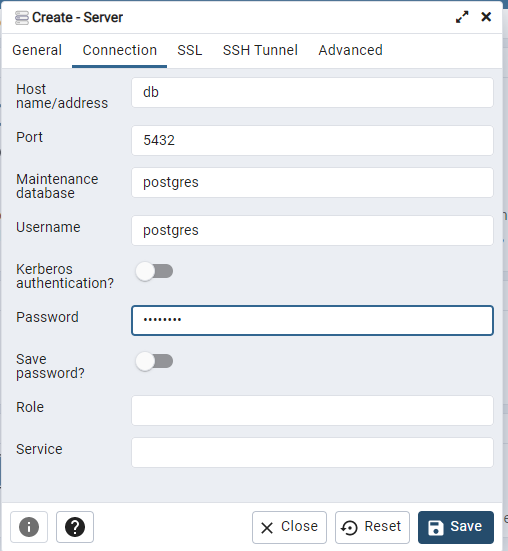 Create - Server
General Connection SSL SSH Tunnel Advanced
Host
name/address
db
Port
5432
Maintenance
database
postgres
Username
postgres
Kerberos
authentication?
Password
••••••••
Save
password?
Role
Service
Close Reset Save